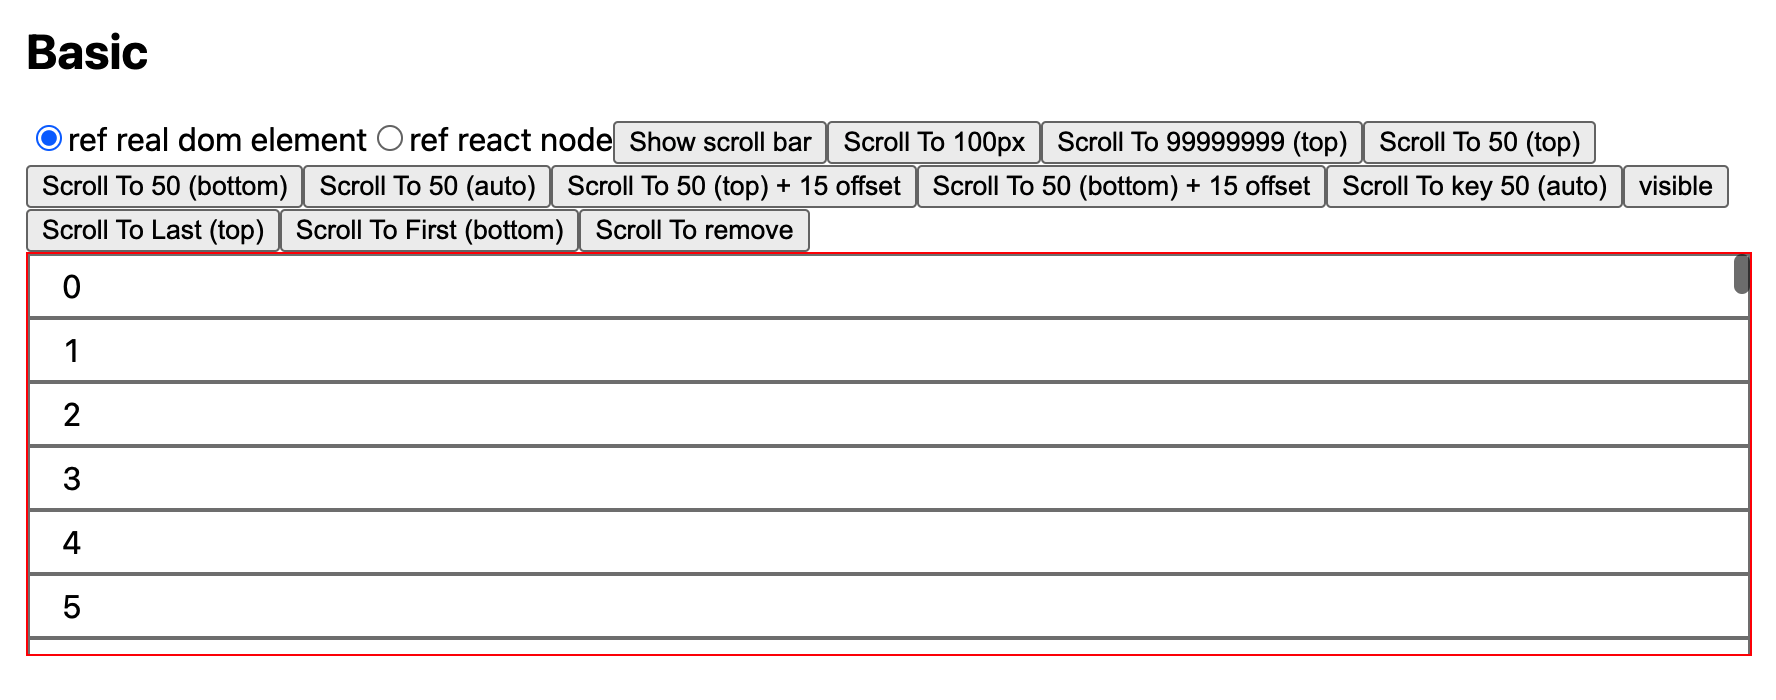 Basic
ref real dom element ref react node Show scroll bar Scroll To 100px Scroll To 99999999 (top) Scroll To 50 (top)
Scroll To 50 (bottom) Scroll To 50 (auto) Scroll To 50 (top) + 15 offset Scroll To 50 (bottom) + 15 offset Scroll To key 50 (auto) visible
Scroll To Last (top) Scroll To First (bottom) Scroll To remove
0
1
2
3
4
5